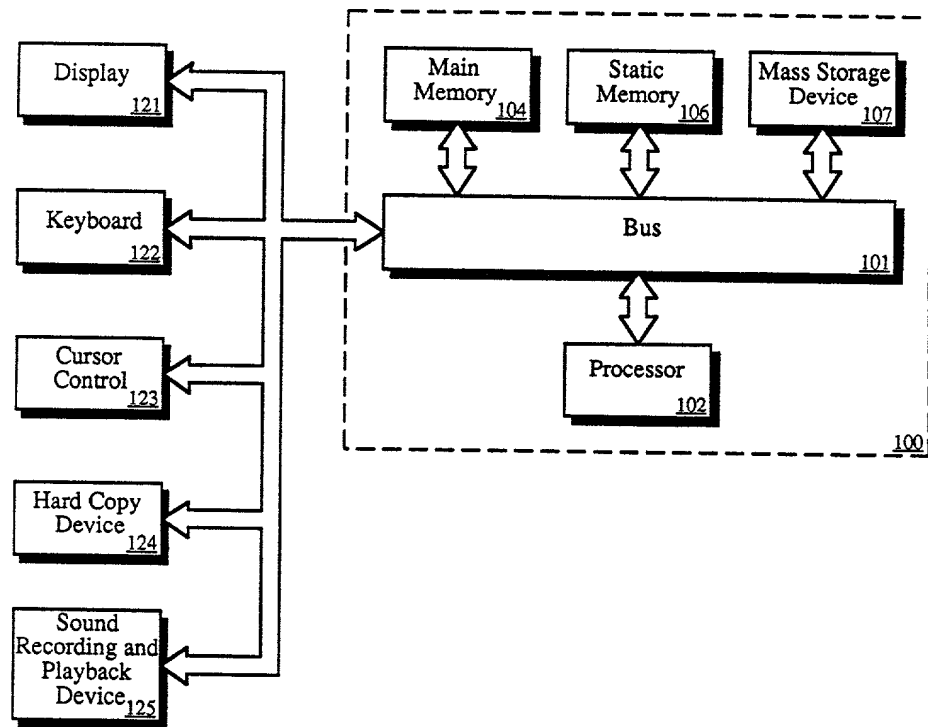 Display
121
Keyboard
122
Cursor
Control
123
Hard Copy
Device
124
Sound
Recording and
Playback
Device
125
Main
Memory
104
Static
Memory
106
Mass Storage
Device
107
Bus
101
Processor
102
100